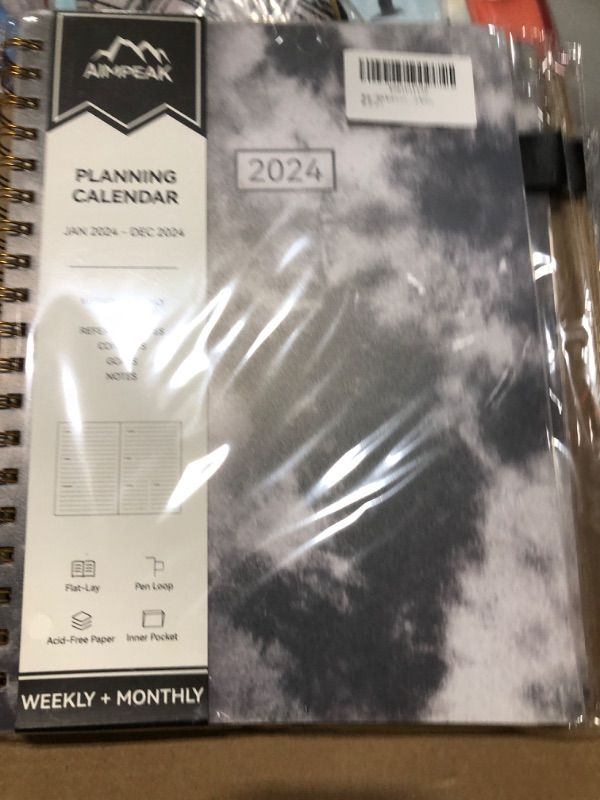 AIMPEAK
PLANNING
CALENDAR
JAN 2024 - DEC 2024
GOALS
NOTES
Flat-Lay
Pen Loop
Acid-Free Paper
Inner Pocket
WEEKLY + MONTHLY
2024